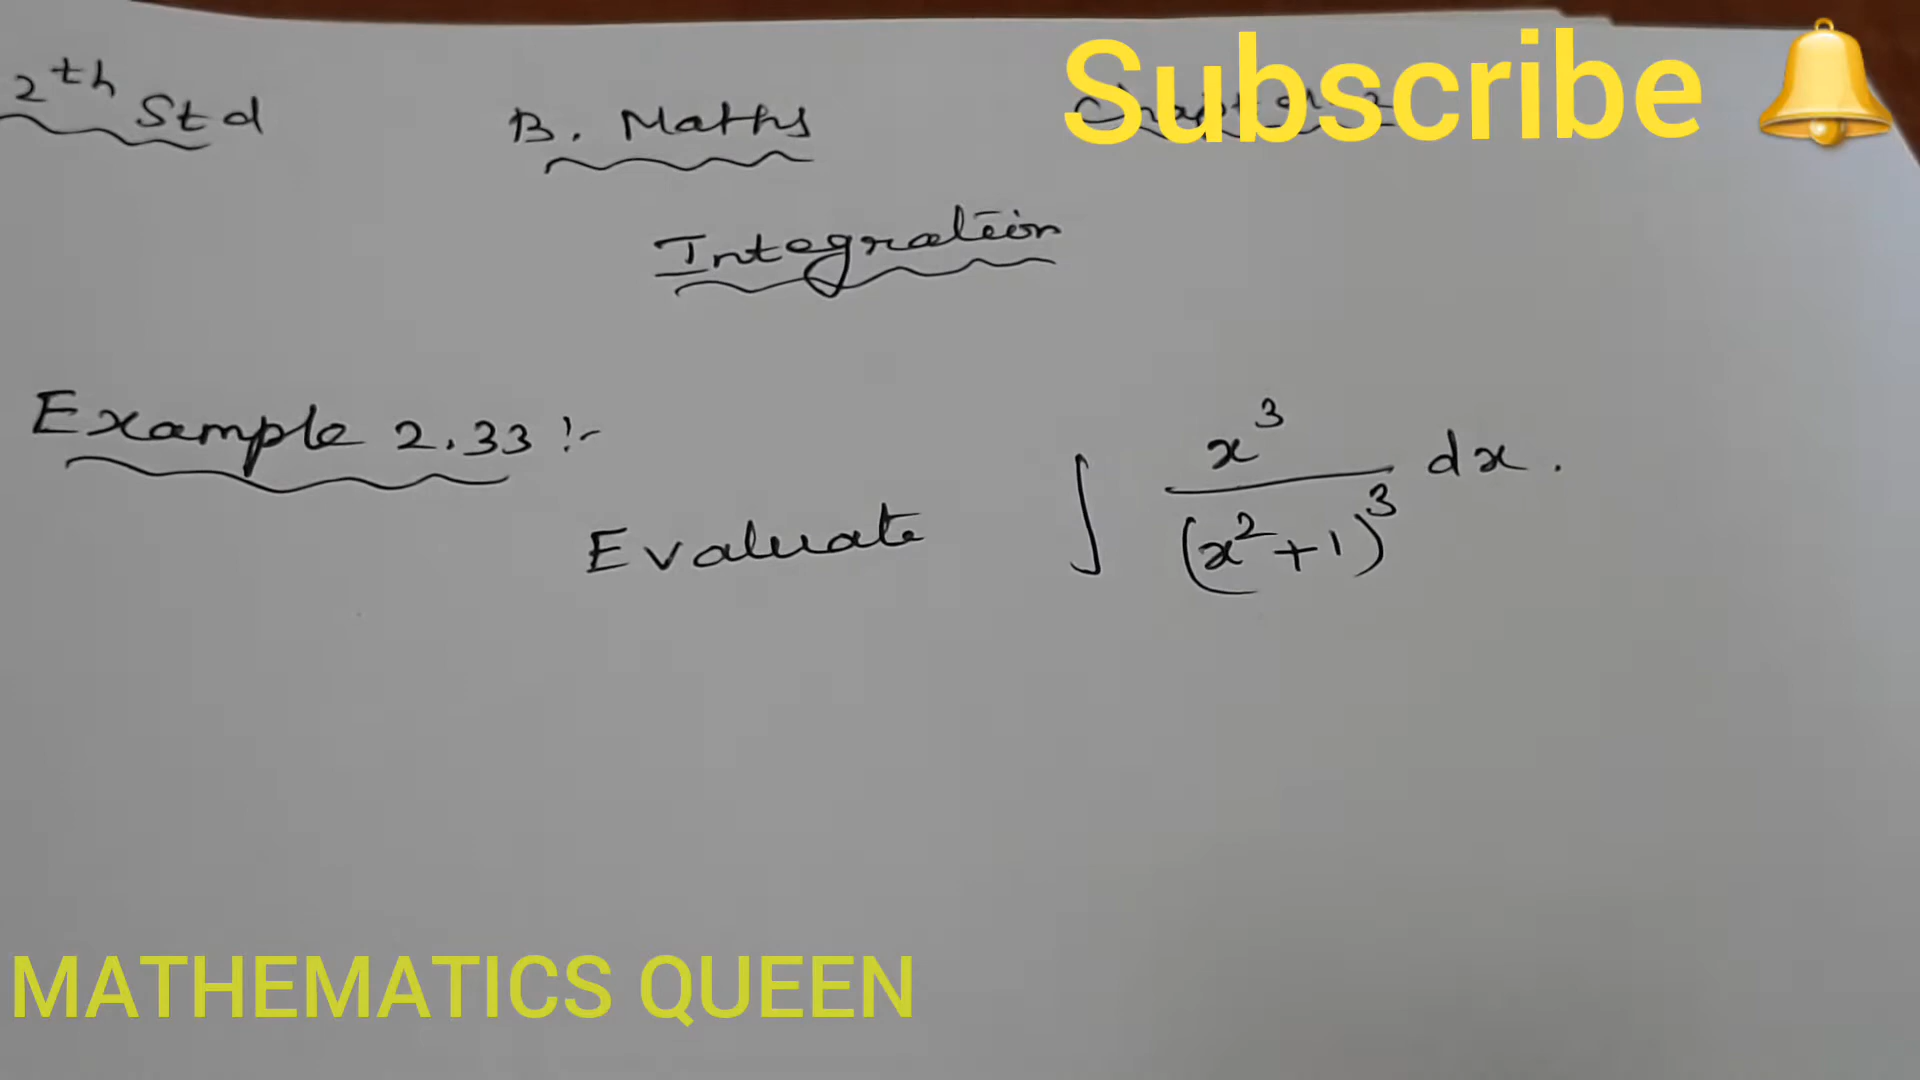 2th Std B. Maths Subscribe
Integration
Example 2.33 :-
Evaluate ∫ x³/(x²+1)³ dx.
MATHEMATICS QUEEN